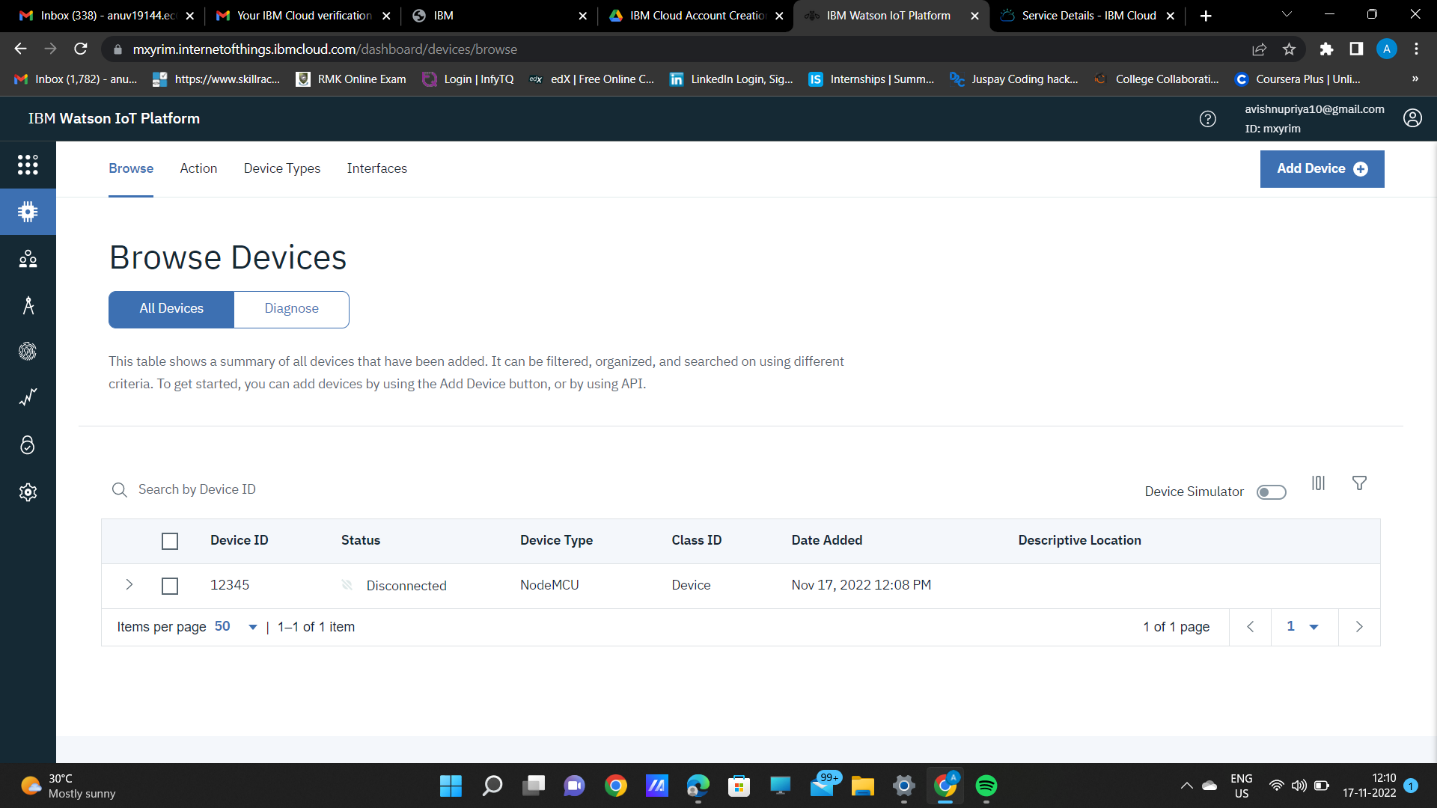 Inbox (338) - anuv19144.ec
Your IBM Cloud verification
IBM
IBM Cloud Account Creatio
IBM Watson IoT Platform
Service Details - IBM Cloud
mxyrim.internetofthings.ibmcloud.com/dashboard/devices/browse
A
Inbox (1,782) - anu...
https://www.skillrac...
RMK Online Exam
Login | InfyTQ
edX edX | Free Online C...
in LinkedIn Login, Sig...
IS Internships | Summ...
Juspay Coding hack...
College Collaborati...
C Coursera Plus | Unli...
»
IBM Watson IoT Platform
avishnupriya10@gmail.com
ID: mxyrim
Browse Action Device Types Interfaces
Add Device
Browse Devices
All Devices Diagnose
This table shows a summary of all devices that have been added. It can be filtered, organized, and searched on using different
criteria. To get started, you can add devices by using the Add Device button, or by using API.
Search by Device ID
Device Simulator
Device ID Status Device Type Class ID Date Added Descriptive Location
12345 Disconnected NodeMCU Device Nov 17, 2022 12:08 PM
Items per page 50 | 1–1 of 1 item
1 of 1 page
1
30°C
Mostly sunny
99+
A
ENG
US
12:10
17-11-2022
1